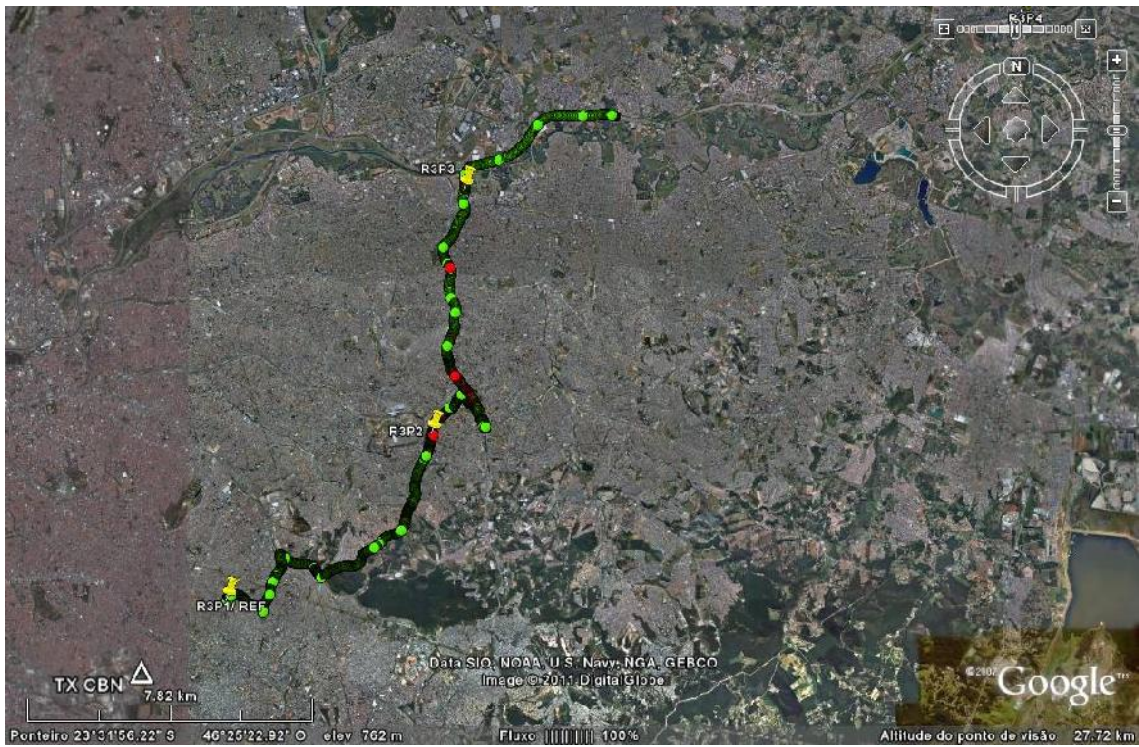 R3P4
N
R3P3
R3P2
R3P1/ REF
Data SIO, NOAA, U.S. Navy, NGA, GEBCO
Image © 2011 DigitalGlobe
TX CBN
7.82 km
Google™
Ponteiro 23°31'56.22" S 46°25'22.92" O elev 762 m Fluxo 100% Altitude do ponto de visão 27.72 km